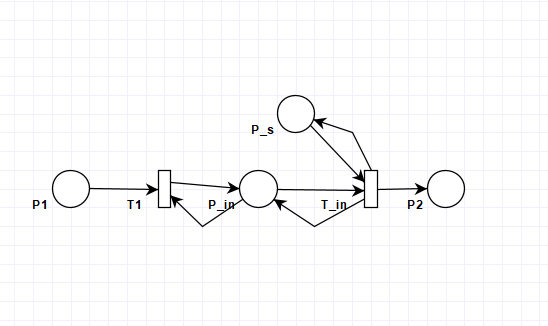 P_s
P1
T1
P_in
T_in
P2